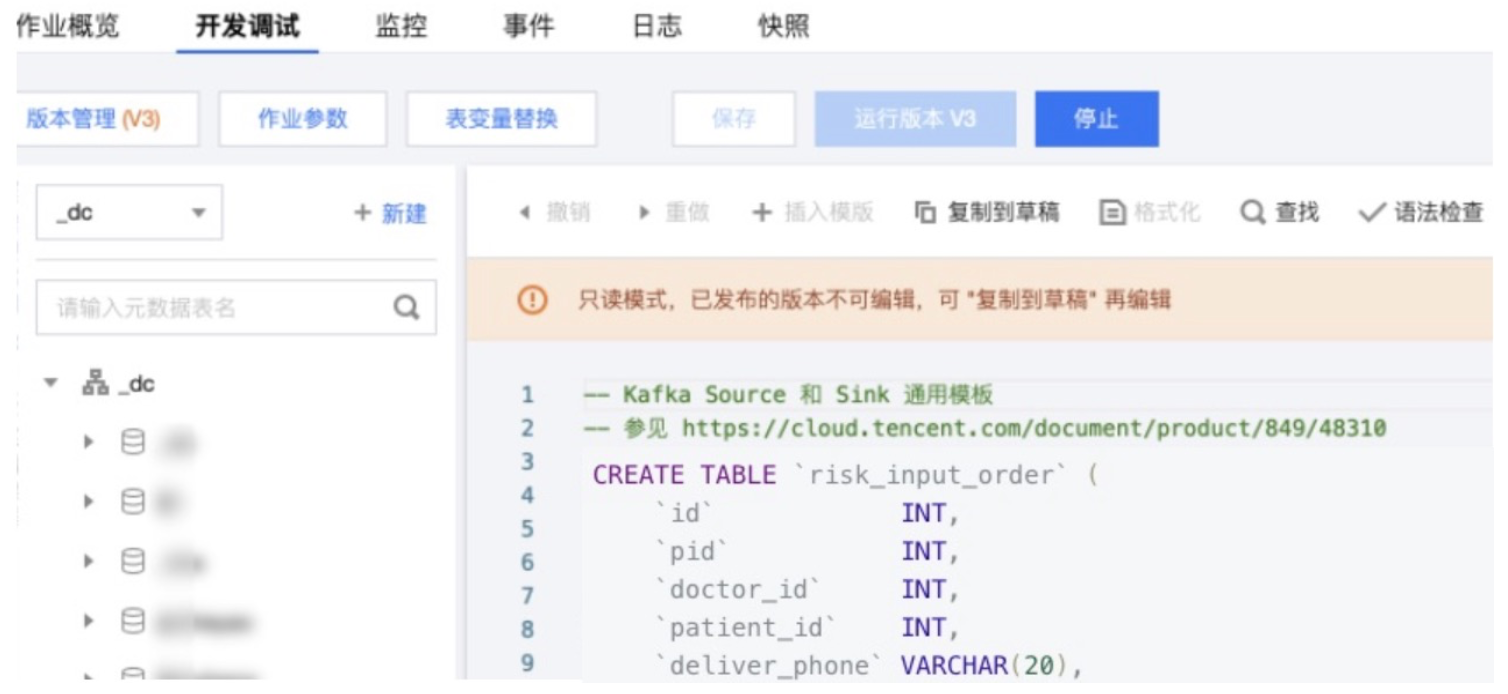 作业概览 开发调试 监控 事件 日志 快照
版本管理 (V3) 作业参数 表变量替换 保存 运行版本 V3 停止
_dc + 新建 撤销 重做 + 插入模版 复制到草稿 格式化 查找 语法检查
请输入元数据表名
只读模式，已发布的版本不可编辑，可 "复制到草稿" 再编辑
_dc
1 -- Kafka Source 和 Sink 通用模板
2 -- 参见 https://cloud.tencent.com/document/product/849/48310
3 CREATE TABLE `risk_input_order` (
4 `id` INT,
5
6 `pid` INT,
7 `doctor_id` INT,
8 `patient_id` INT,
9 `deliver_phone` VARCHAR(20),